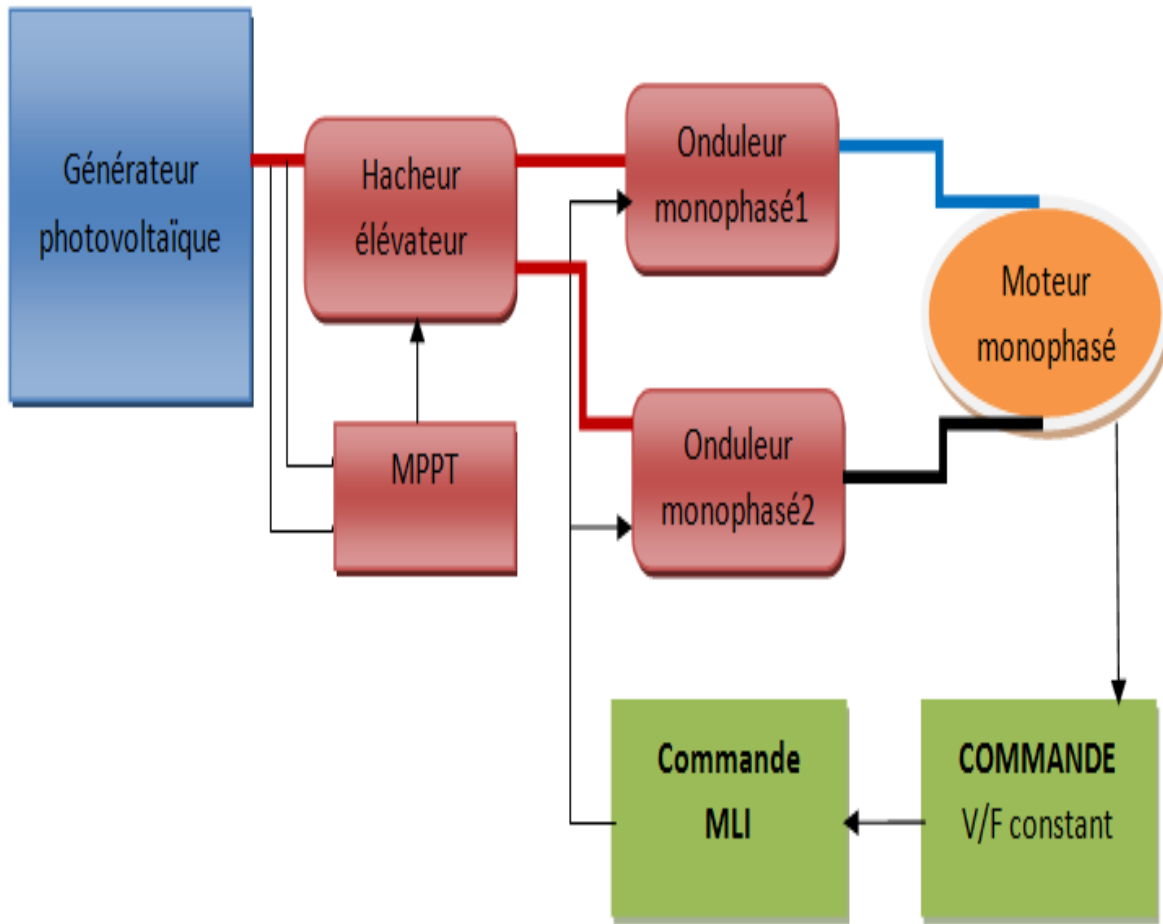 Générateur
photovoltaïque
Hacheur
élévateur
Onduleur
monophasé1
Moteur
monophasé
MPPT
Onduleur
monophasé2
Commande
MLI
COMMANDE
V/F constant